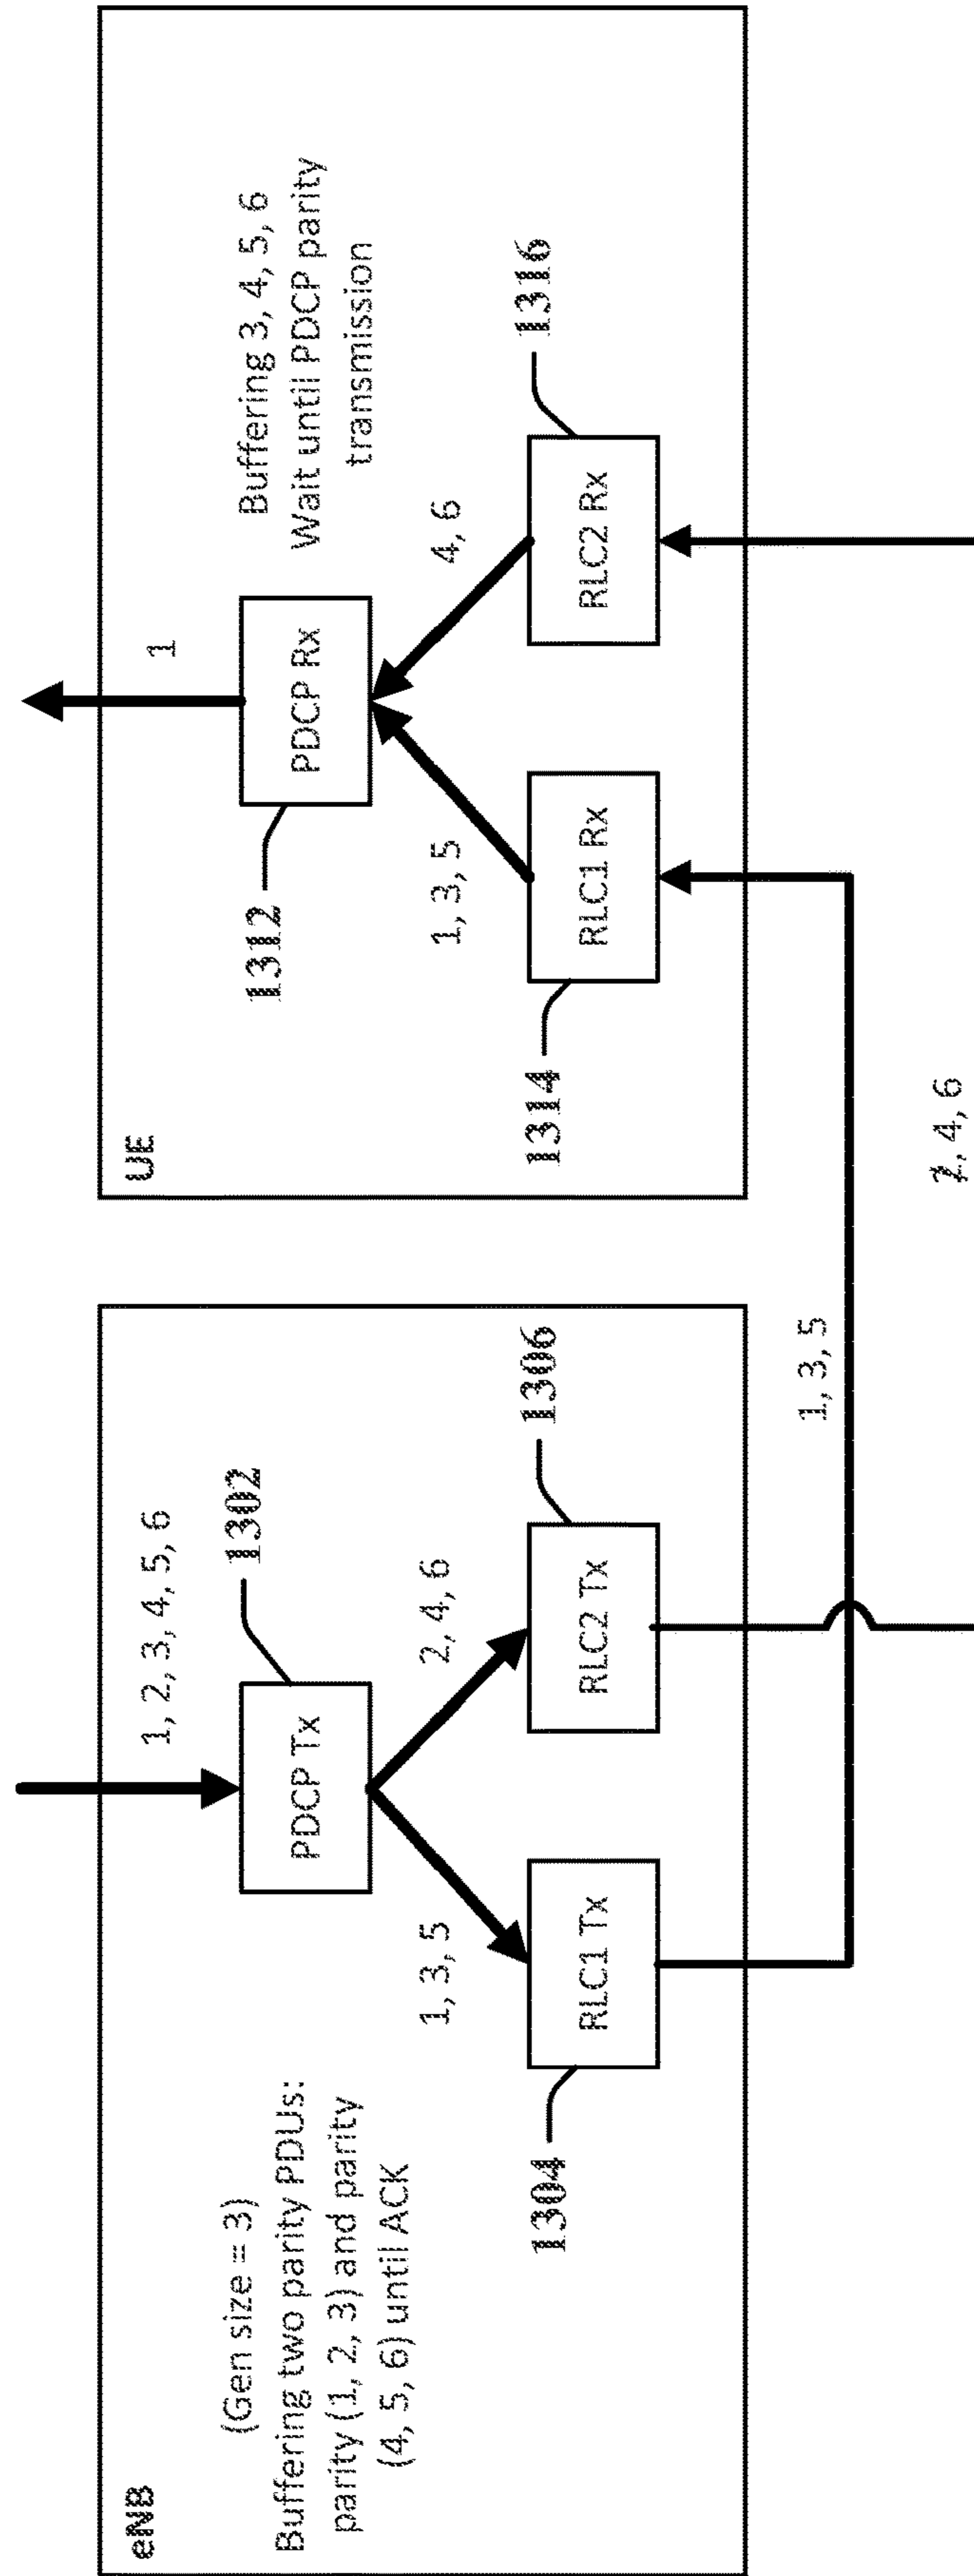 eNB
(Gen size = 3)
Buffering two parity PDUs:
parity (1, 2, 3) and parity
(4, 5, 6) until ACK
1, 2, 3, 4, 5, 6
1302
PDCP Tx
1, 3, 5
2, 4, 6
1304
RLC1 Tx
RLC2 Tx
1306
1, 3, 5
2, 4, 6
UE
1
1312
PDCP Rx
Buffering 3, 4, 5, 6
Wait until PDCP parity
transmission
1, 3, 5
4, 6
1314
RLC1 Rx
RLC2 Rx
1316